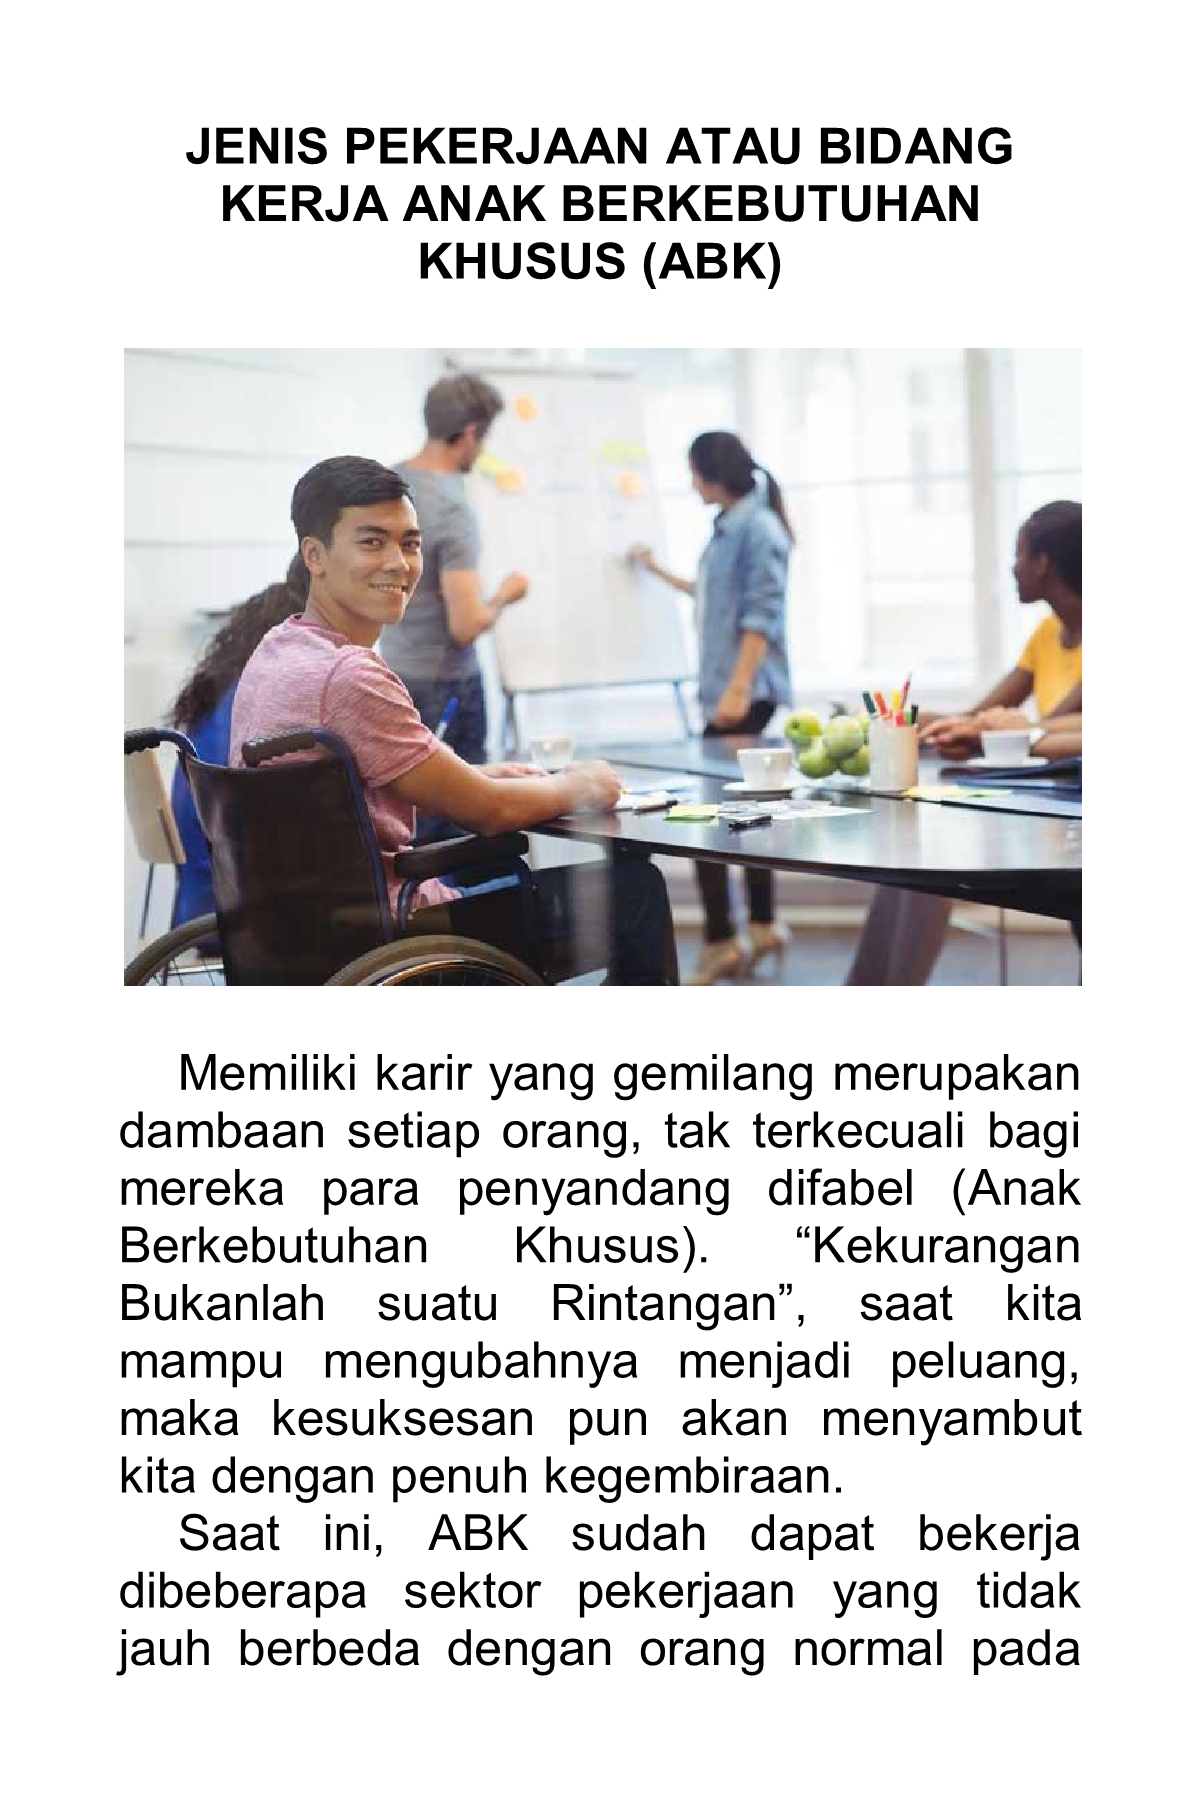 JENIS PEKERJAAN ATAU BIDANG
KERJA ANAK BERKEBUTUHAN
KHUSUS (ABK)
Memiliki karir yang gemilang merupakan
dambaan setiap orang, tak terkecuali bagi
mereka para penyandang difabel (Anak
Berkebutuhan Khusus). “Kekurangan
Bukanlah suatu Rintangan”, saat kita
mampu mengubahnya menjadi peluang,
maka kesuksesan pun akan menyambut
kita dengan penuh kegembiraan.
Saat ini, ABK sudah dapat bekerja
dibeberapa sektor pekerjaan yang tidak
jauh berbeda dengan orang normal pada